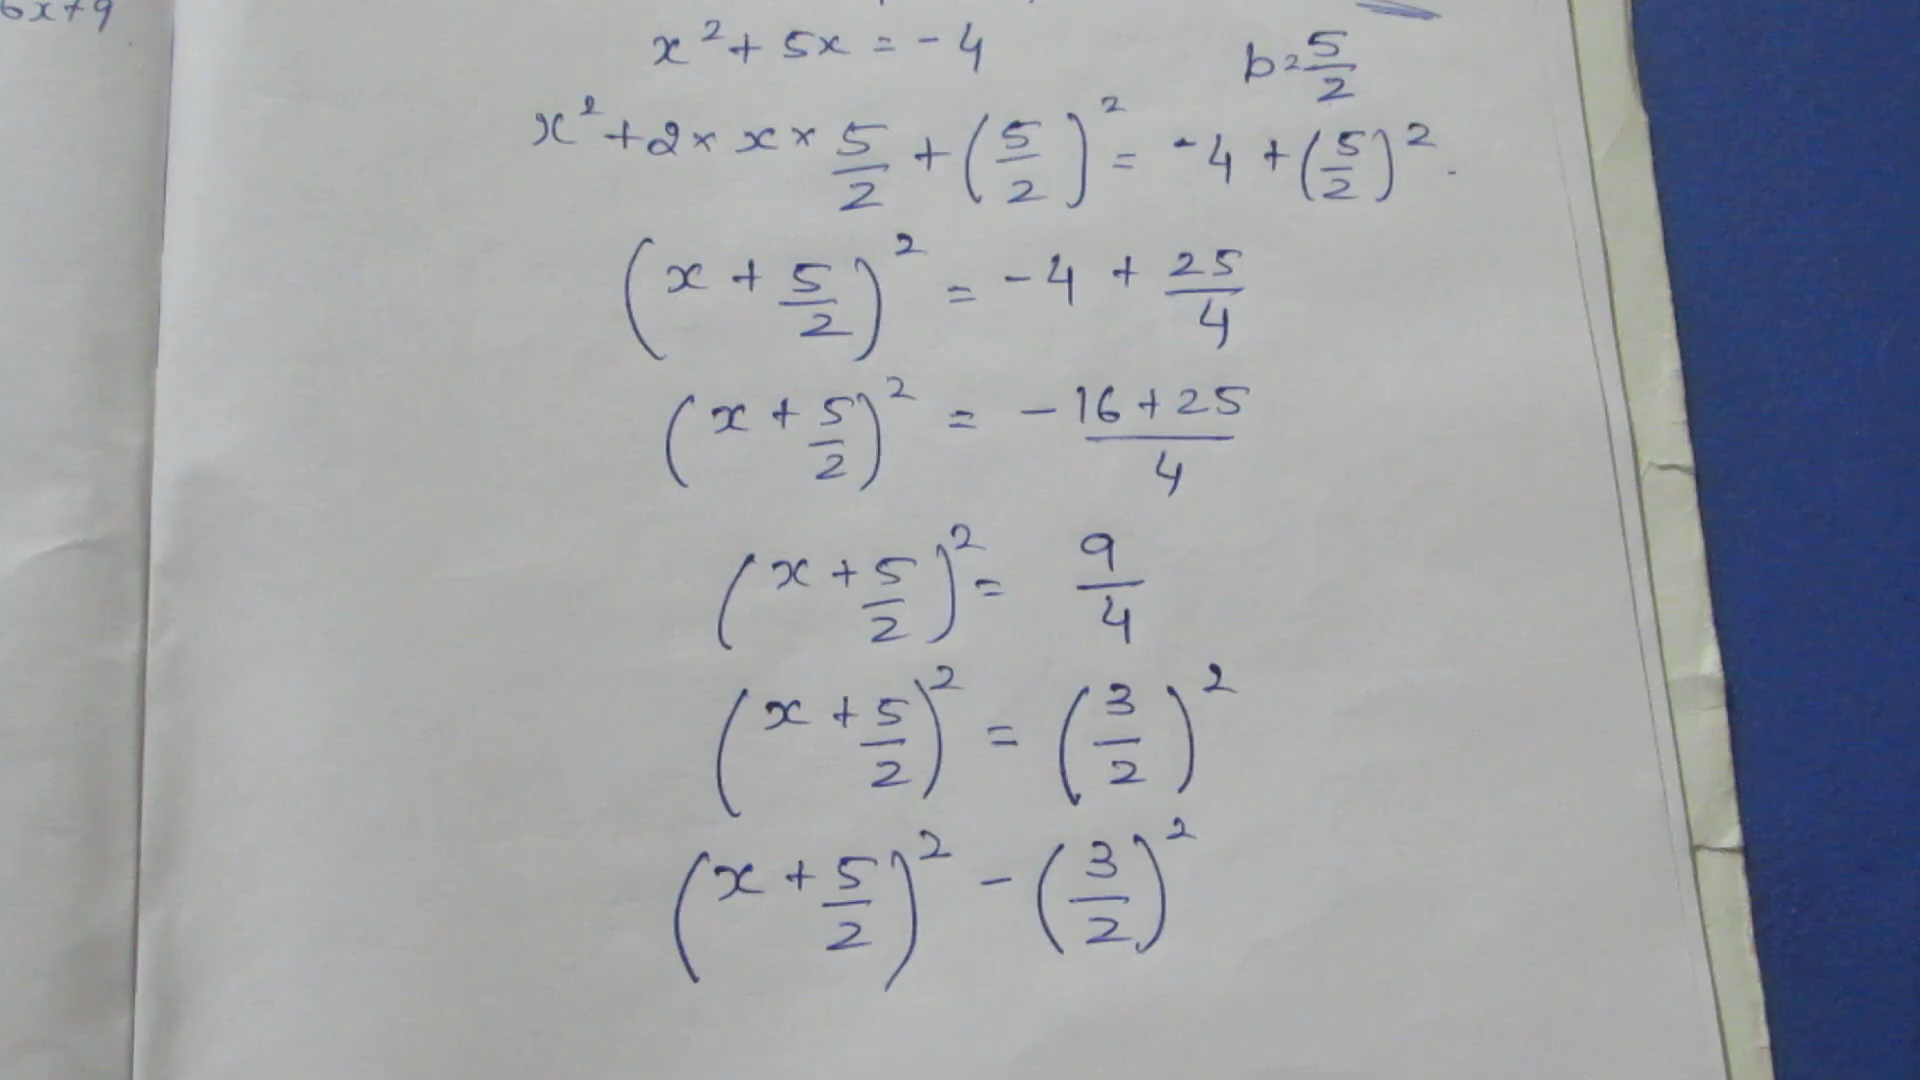 6x+9
x² + 5x = -4
b = 5/2
x² + 2 × x × 5/2 + (5/2)² = -4 + (5/2)².
(x + 5/2)² = -4 + 25/4
(x + 5/2)² = -16+25/4
(x + 5/2)² = 9/4
(x + 5/2)² = (3/2)²
(x + 5/2)² - (3/2)²